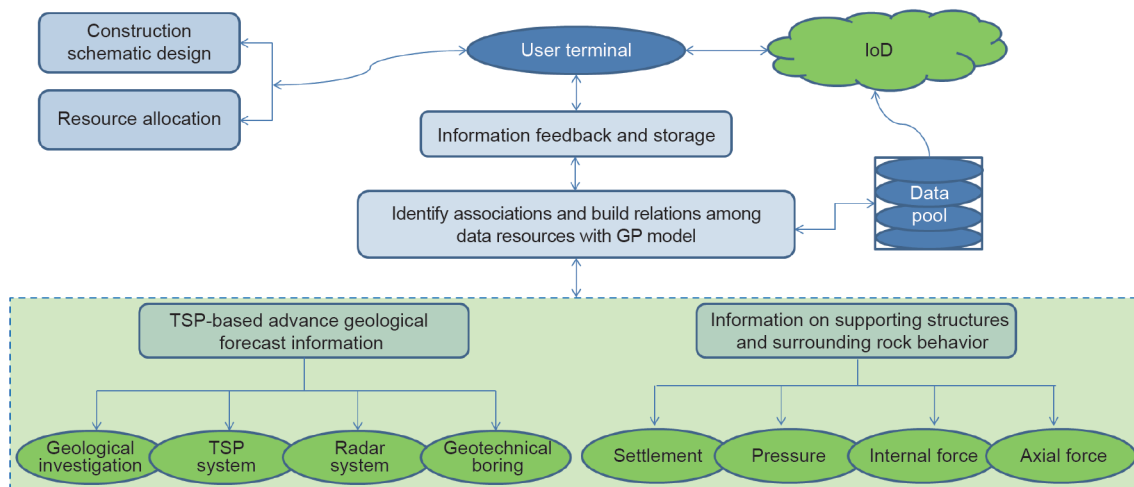 Construction
schematic design
Resource allocation
User terminal
IoD
Information feedback and storage
Identify associations and build relations among
data resources with GP model
Data
pool
TSP-based advance geological
forecast information
Information on supporting structures
and surrounding rock behavior
Geological
investigation
TSP
system
Radar
system
Geotechnical
boring
Settlement
Pressure
Internal force
Axial force